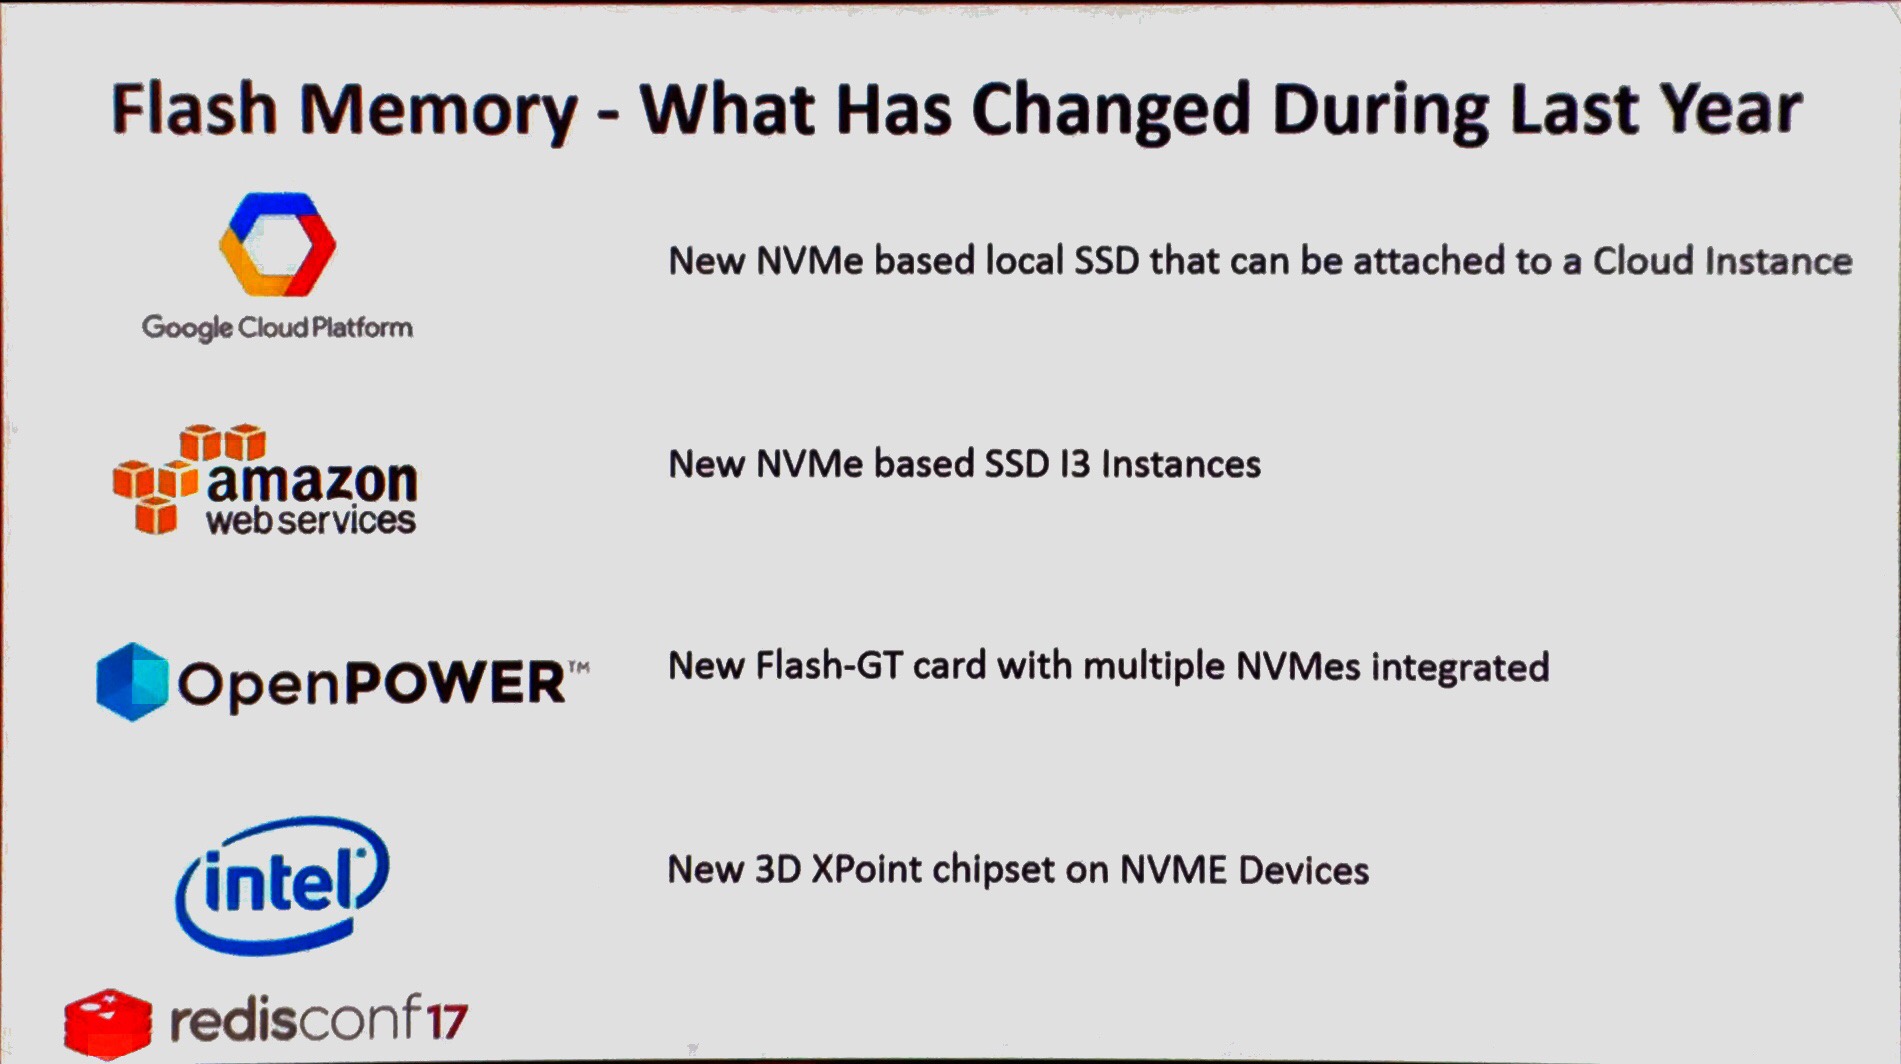 Flash Memory - What Has Changed During Last Year
Google Cloud Platform
New NVMe based local SSD that can be attached to a Cloud Instance
amazon
web services
New NVMe based SSD I3 Instances
OpenPOWER™
New Flash-GT card with multiple NVMes integrated
intel
New 3D XPoint chipset on NVME Devices
redisconf17